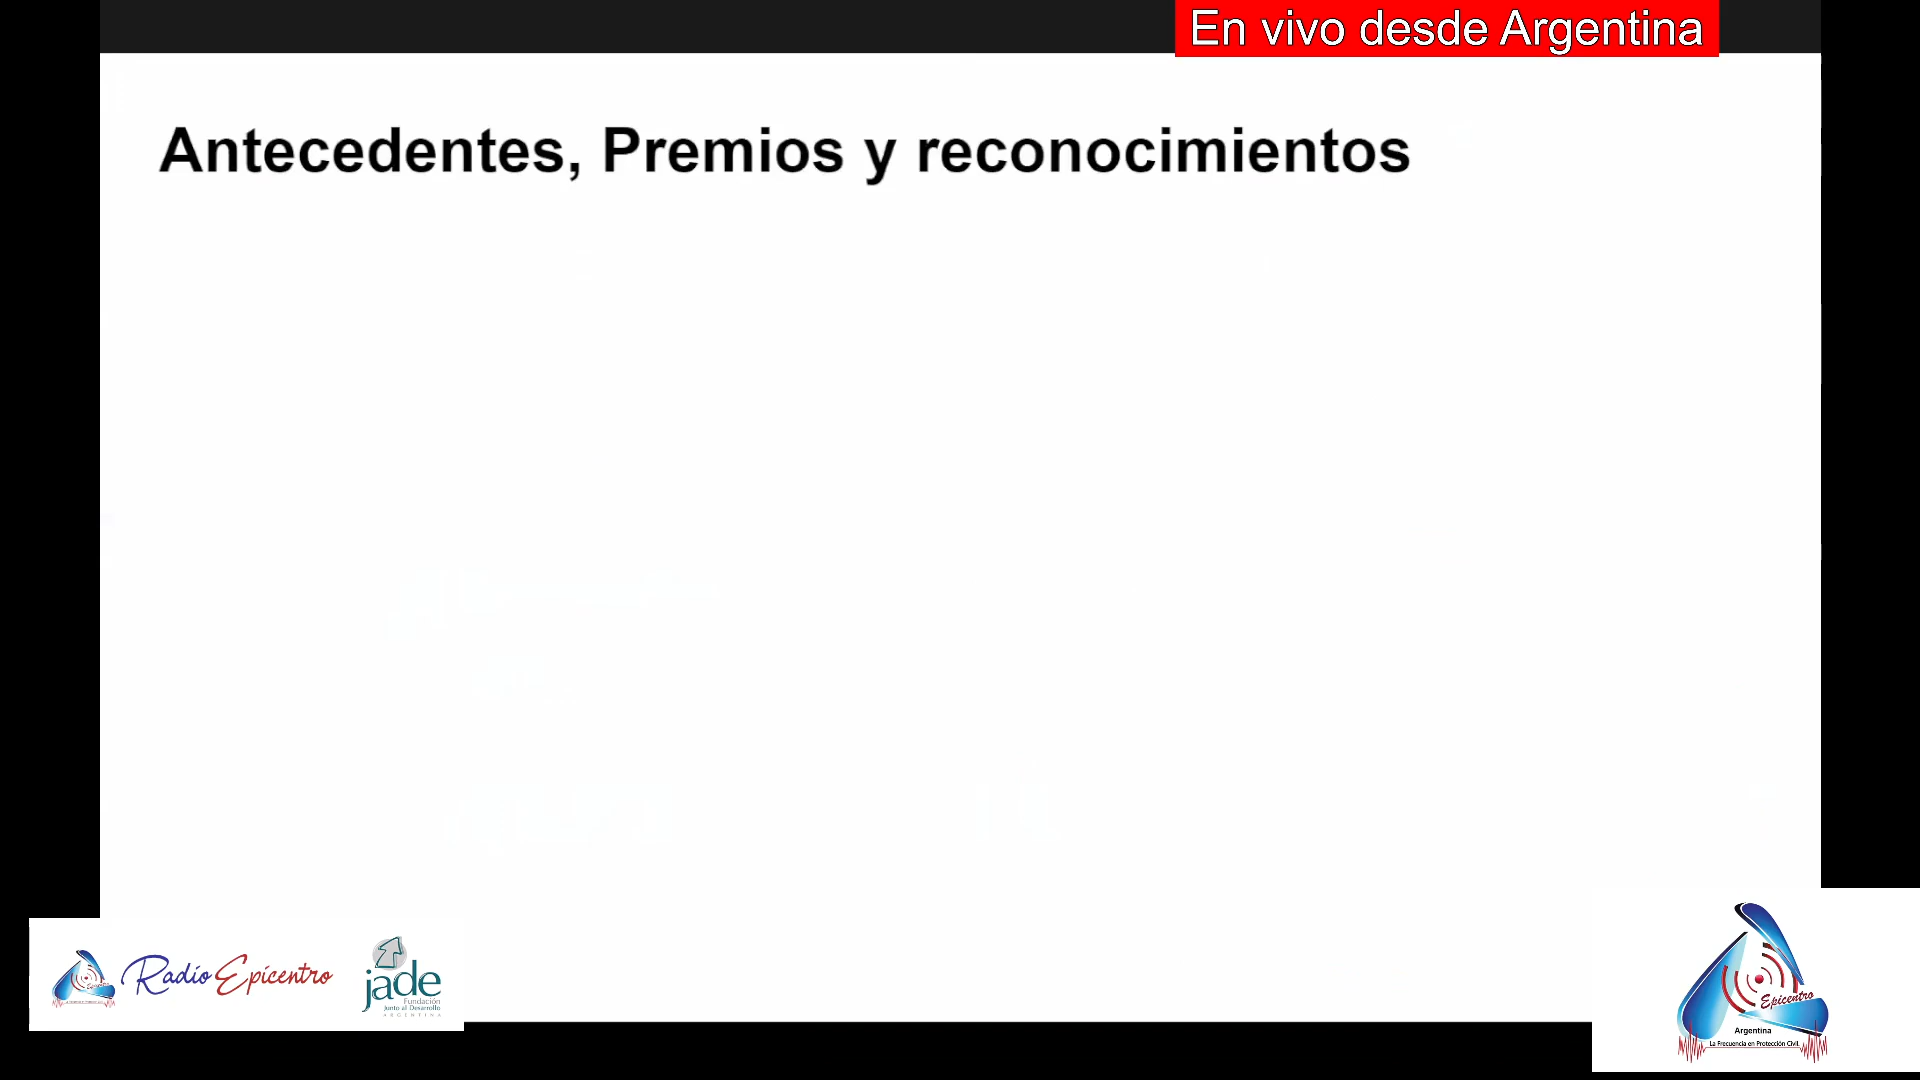 En vivo desde Argentina
Antecedentes, Premios y reconocimientos
Radio Epicentro
jade
Fundación
Junto al Desarrollo
ARGENTINA
Epicentro
Argentina
La Frecuencia en Protección Civil.